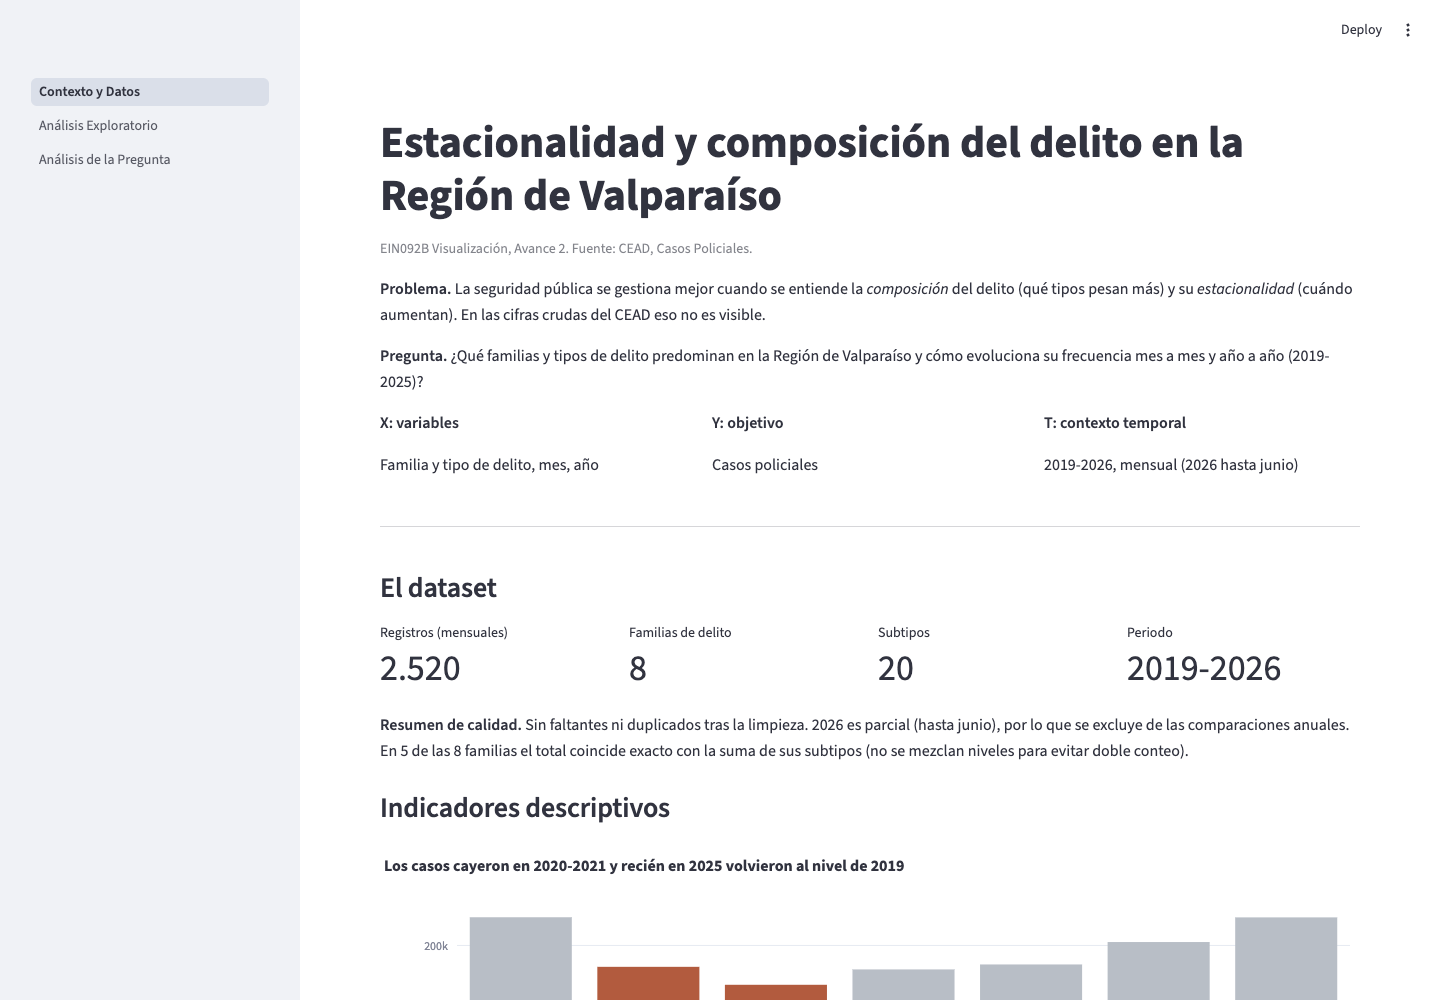 Deploy
Contexto y Datos
Análisis Exploratorio
Análisis de la Pregunta
Estacionalidad y composición del delito en la
Región de Valparaíso
EIN092B Visualización, Avance 2. Fuente: CEAD, Casos Policiales.
Problema. La seguridad pública se gestiona mejor cuando se entiende la composición del delito (qué tipos pesan más) y su estacionalidad (cuándo
aumentan). En las cifras crudas del CEAD eso no es visible.
Pregunta. ¿Qué familias y tipos de delito predominan en la Región de Valparaíso y cómo evoluciona su frecuencia mes a mes y año a año (2019-
2025)?
X: variables
Familia y tipo de delito, mes, año
Y: objetivo
Casos policiales
T: contexto temporal
2019-2026, mensual (2026 hasta junio)
El dataset
Registros (mensuales)
2.520
Familias de delito
8
Subtipos
20
Periodo
2019-2026
Resumen de calidad. Sin faltantes ni duplicados tras la limpieza. 2026 es parcial (hasta junio), por lo que se excluye de las comparaciones anuales.
En 5 de las 8 familias el total coincide exacto con la suma de sus subtipos (no se mezclan niveles para evitar doble conteo).
Indicadores descriptivos
Los casos cayeron en 2020-2021 y recién en 2025 volvieron al nivel de 2019
200k